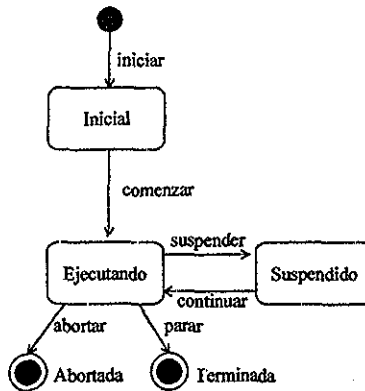 iniciar
Inicial
comenzar
suspender
Ejecutando
Suspendido
continuar
abortar
parar
Abortada
Terminada